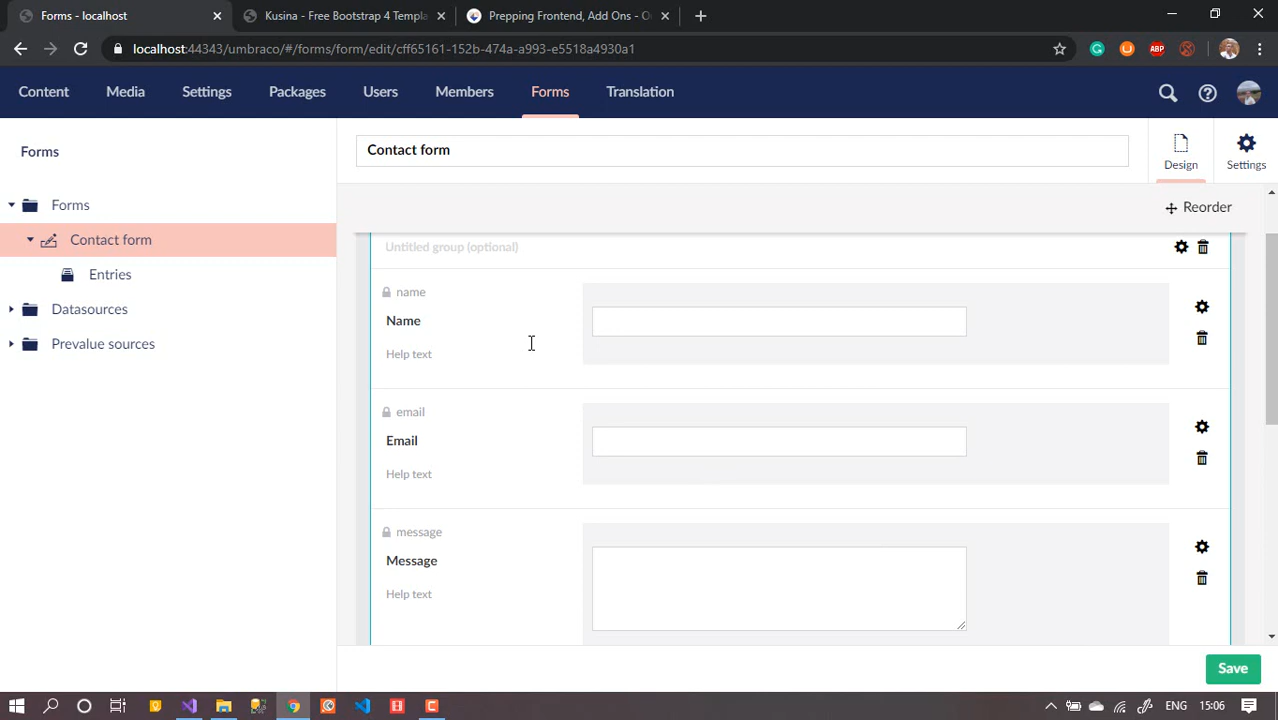 Forms - localhost
Kusina - Free Bootstrap 4 Templa
Prepping Frontend, Add Ons - O
localhost:44343/umbraco/#/forms/form/edit/cff65161-152b-474a-a993-e5518a4930a1
ABP
Content
Media
Settings
Packages
Users
Members
Forms
Translation
Forms
Contact form
Design
Settings
Reorder
Forms
Contact form
Entries
Datasources
Prevalue sources
Untitled group (optional)
name
Name
Help text
email
Email
Help text
message
Message
Help text
Save
ENG
15:06